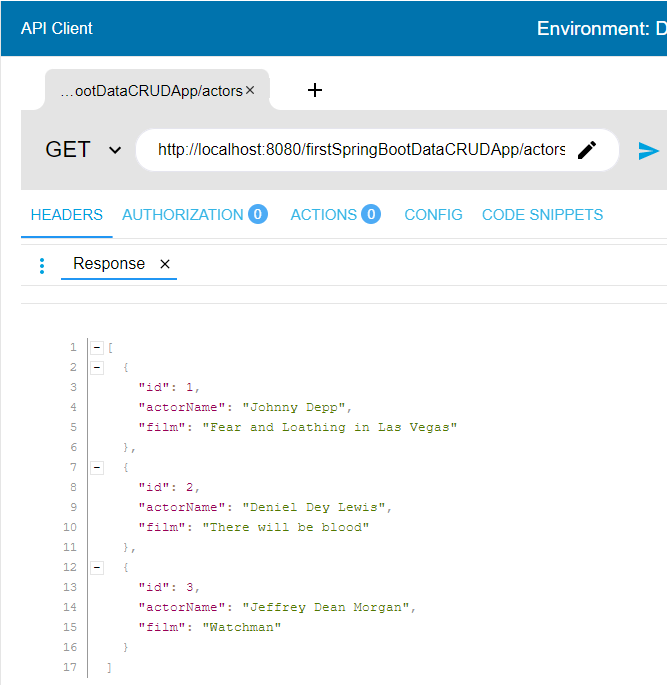 API Client
Environment: D
...ootDataCRUDApp/actors ×
+
GET http://localhost:8080/firstSpringBootDataCRUDApp/actors
HEADERS AUTHORIZATION 0 ACTIONS 0 CONFIG CODE SNIPPETS
Response ×
1 [
2 {
3 "id": 1,
4 "actorName": "Johnny Depp",
5 "film": "Fear and Loathing in Las Vegas"
6 },
7 {
8 "id": 2,
9 "actorName": "Deniel Dey Lewis",
10 "film": "There will be blood"
11 },
12 {
13 "id": 3,
14 "actorName": "Jeffrey Dean Morgan",
15 "film": "Watchman"
16 }
17 ]